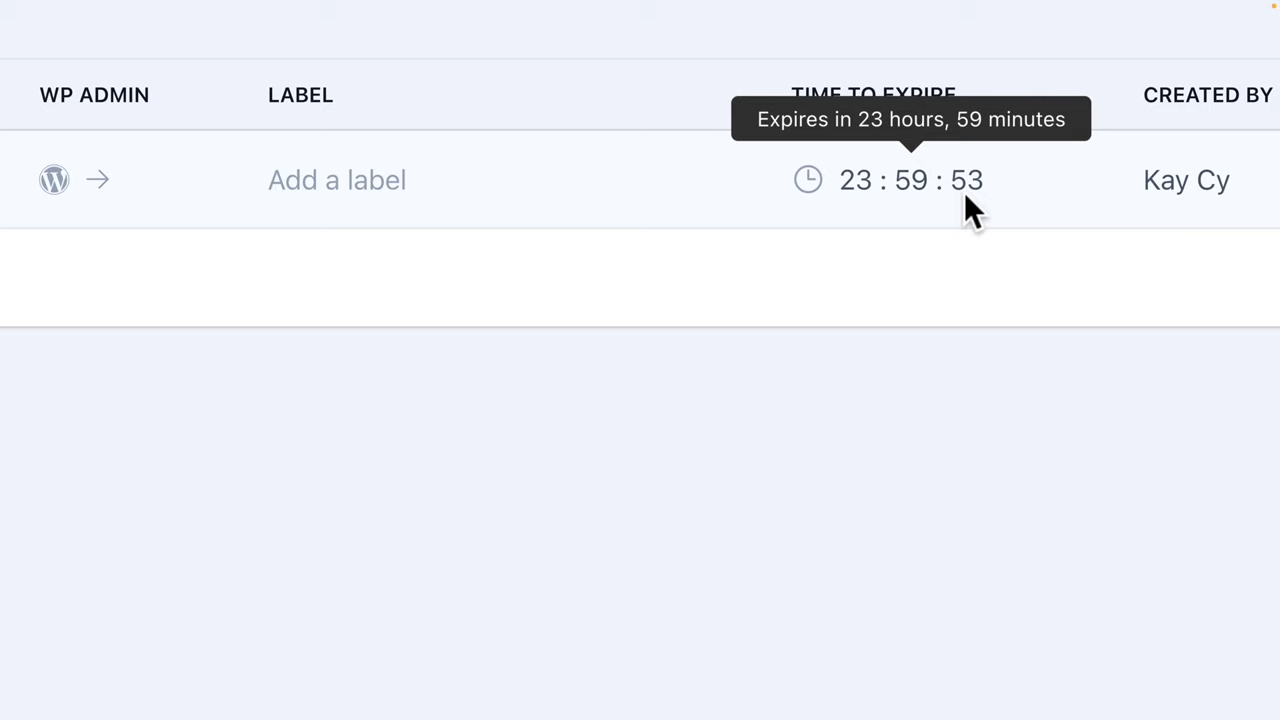 WP ADMIN LABEL TIME TO EXPIRE CREATED BY
Expires in 23 hours, 59 minutes
Add a label 23 : 59 : 53 Kay Cy